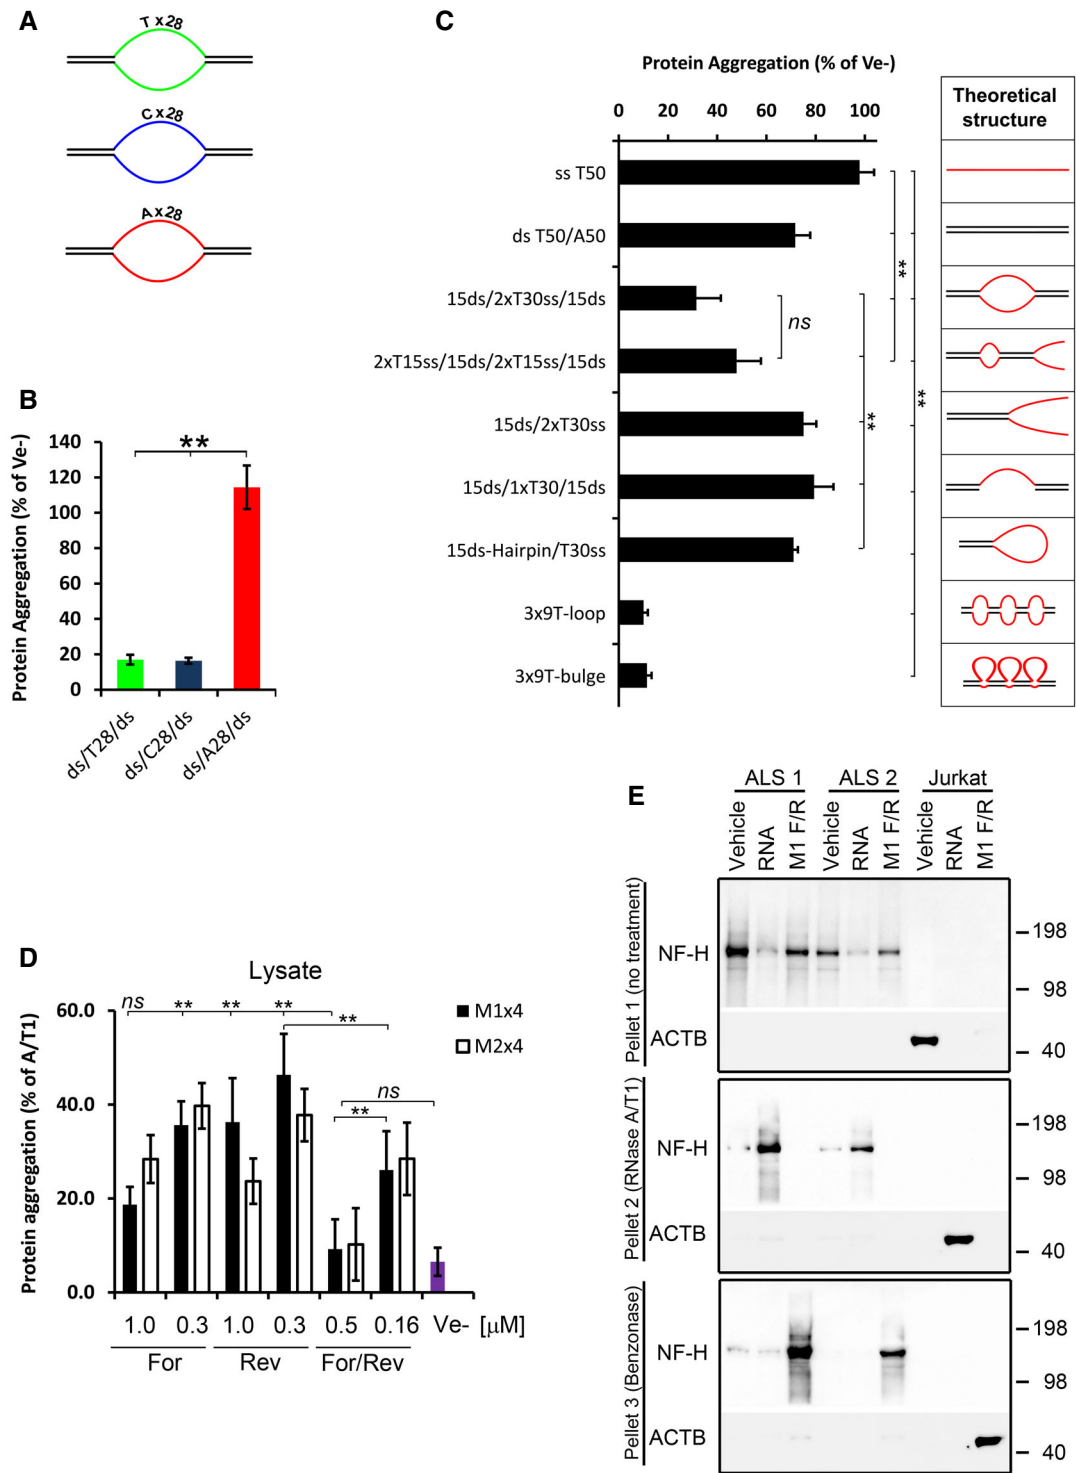 A
T x28
C x28
A x28
B
Protein Aggregation (% of Ve-)
140
120
100
80
60
40
20
0
**
ds/T28/ds
ds/C28/ds
ds/A28/ds
C
Protein Aggregation (% of Ve-)
0 20 40 60 80 100
ss T50
ds T50/A50
15ds/2xT30ss/15ds
2xT15ss/15ds/2xT15ss/15ds
15ds/2xT30ss
15ds/1xT30/15ds
15ds-Hairpin/T30ss
3x9T-loop
3x9T-bulge
ns
**
**
**
Theoretical
structure
D
Lysate
Protein aggregation (% of A/T1)
60.0
40.0
20.0
0.0
ns ** ** **
**
ns
**
M1x4
M2x4
1.0 0.3 1.0 0.3 0.5 0.16 Ve- [µM]
For Rev For/Rev
E
ALS 1 ALS 2 Jurkat
Vehicle
RNA
M1 F/R
Vehicle
RNA
M1 F/R
Vehicle
RNA
M1 F/R
Pellet 1 (no treatment)
NF-H
ACTB
198
98
40
Pellet 2 (RNase A/T1)
NF-H
ACTB
198
98
40
Pellet 3 (Benzonase)
NF-H
ACTB
198
98
40